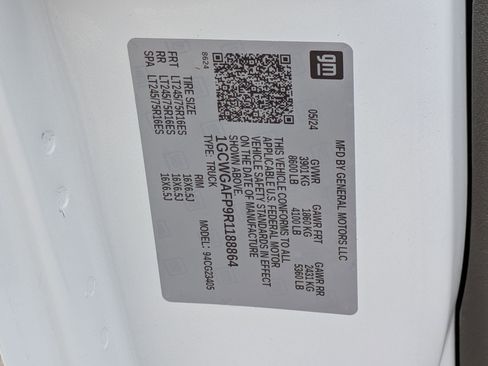 gm
MFD BY GENERAL MOTORS LLC
05/24 GVWR GAWR FRT GAWR RR
3901 KG 1860 KG 2431 KG
8600 LB 4100 LB 5360 LB
THIS VEHICLE CONFORMS TO ALL
APPLICABLE U.S. FEDERAL MOTOR
VEHICLE SAFETY STANDARDS IN EFFECT
ON THE DATE OF MANUFACTURE
SHOWN ABOVE.
1GCWGAFP9R1188864
TYPE: TRUCK MODEL: 94CG23405
8624
TIRE SIZE RIM
FRT LT245/75R16ES 16X6.5J
RR LT245/75R16ES 16X6.5J
SPA LT245/75R16ES 16X6.5J